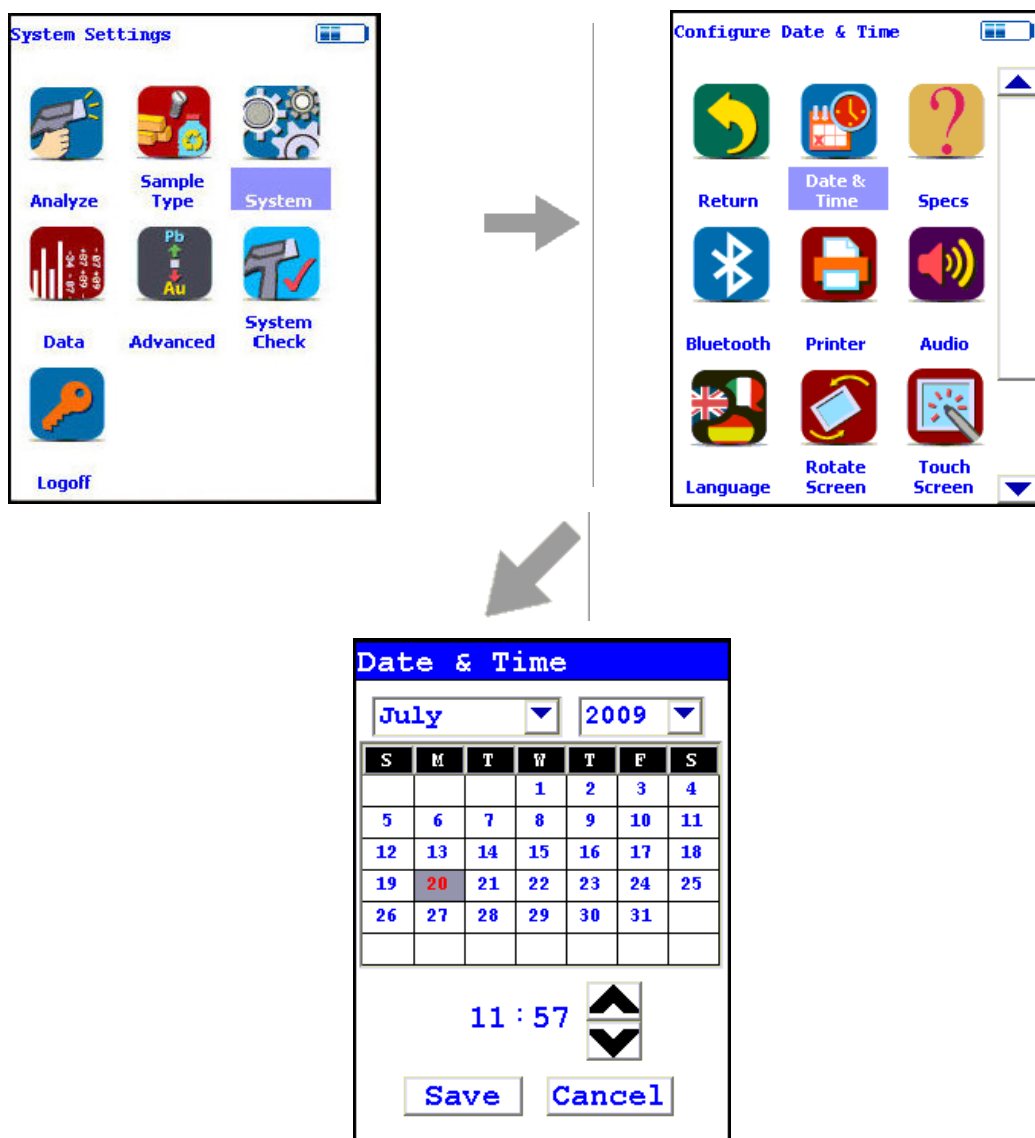 System Settings
Analyze
Sample
Type
System
Pb
Au
Data
Advanced
System
Check
Logoff
Configure Date & Time
Return
Date &
Time
Specs
?
Bluetooth
Printer
Audio
Language
Rotate
Screen
Touch
Screen
Date & Time
July 2009
S M T W T F S
1 2 3 4
5 6 7 8 9 10 11
12 13 14 15 16 17 18
19 20 21 22 23 24 25
26 27 28 29 30 31
11:57
Save Cancel